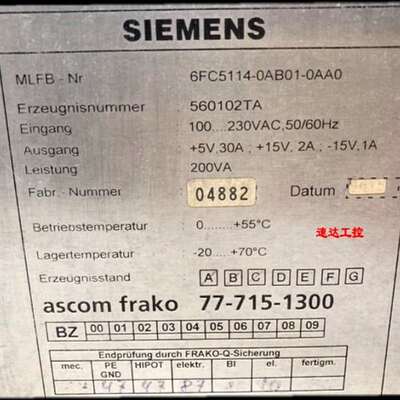 SIEMENS
MLFB - Nr 6FC5114-0AB01-0AA0
Erzeugnisnummer 560102TA
Eingang 100....230VAC,50/60Hz
Ausgang +5V,30A , +15V, 2A ; -15V,1A
Leistung 200VA
Fabr.- Nummer 04882 Datum
Betriebstemperatur 0.......+55°C
速达工控
Lagertemperatur -20.... +70°C
Erzeugnisstand A B C D E F G
ascom frako 77-715-1300
BZ 00 01 02 03 04 05 06 07 08 09
Endprüfung durch FRAKO-Q-Sicherung
mec. PE GND HIPOT elektr. BI el. fertigm.